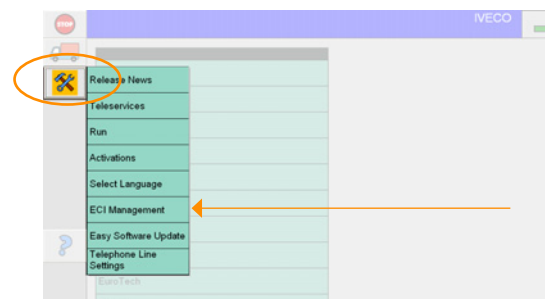 STOP
IVECO
Release News
Teleservices
Run
Activations
Select Language
ECI Management
Easy Software Update
Telephone Line
Settings
EuroTech